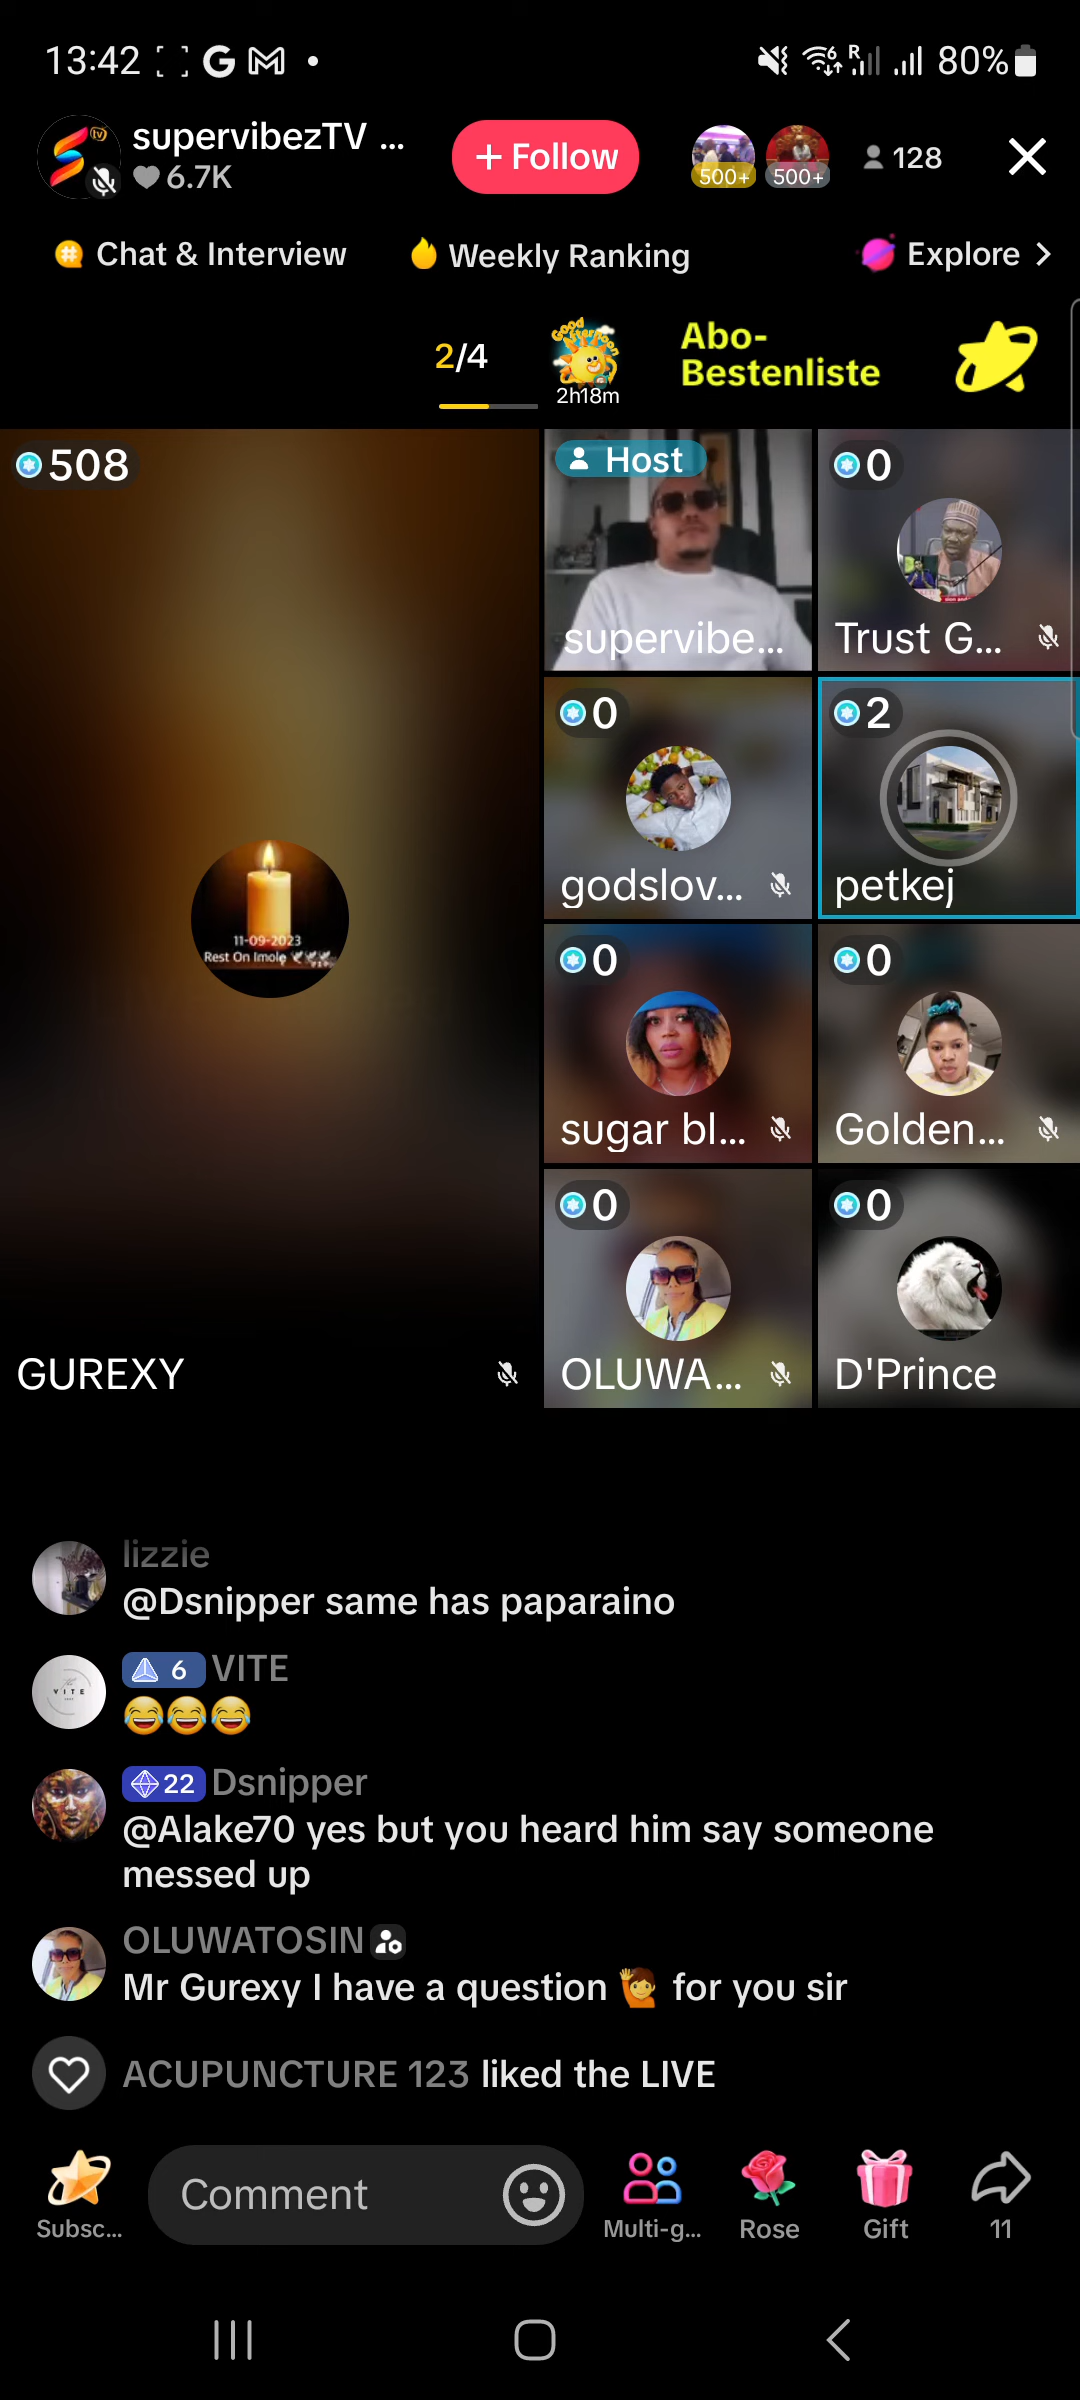 13:42
80%
supervibezTV ...
6.7K
+ Follow
500+
500+
128
Chat & Interview
Weekly Ranking
Explore
2/4
Good Afternoon
2h18m
Abo-
Bestenliste
508
Host
supervibe...
0
Trust G...
0
godslov...
2
petkej
11-09-2023
Rest On Imole
0
sugar bl...
0
Golden...
0
OLUWA...
0
D'Prince
GUREXY
lizzie
@Dsnipper same has paparaino
6 VITE
😂😂😂
22 Dsnipper
@Alake70 yes but you heard him say someone
messed up
OLUWATOSIN
Mr Gurexy I have a question 🙋 for you sir
ACUPUNCTURE 123 liked the LIVE
Comment
Subsc...
Multi-g...
Rose
Gift
11